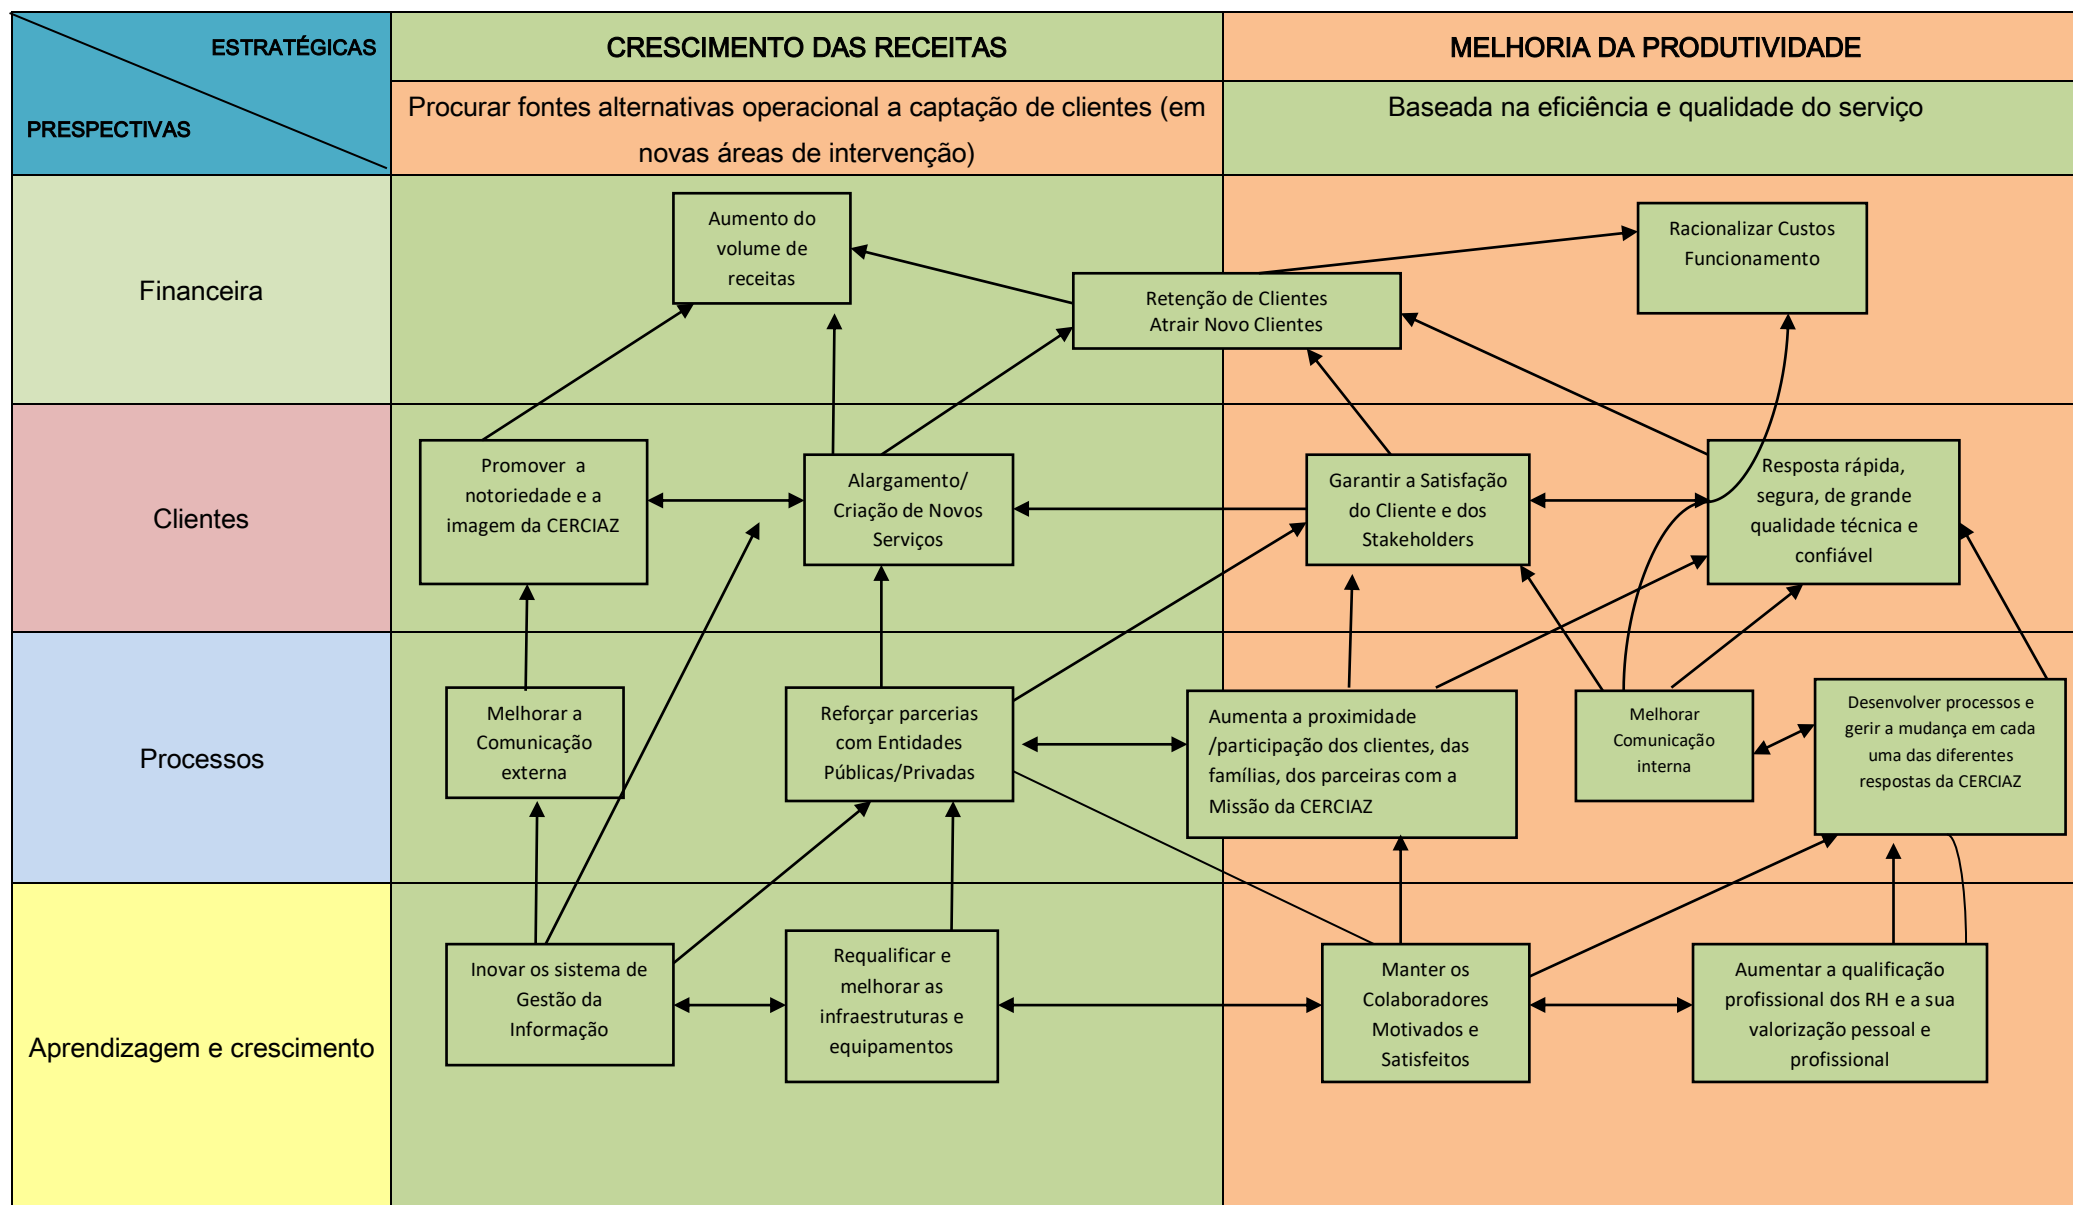 ESTRATÉGICAS
PRESPECTIVAS
CRESCIMENTO DAS RECEITAS
MELHORIA DA PRODUTIVIDADE
Procurar fontes alternativas operacional a captação de clientes (em
novas áreas de intervenção)
Baseada na eficiência e qualidade do serviço
Financeira
Aumento do
volume de
receitas
Retenção de Clientes
Atrair Novo Clientes
Racionalizar Custos
Funcionamento
Clientes
Promover a
notoriedade e a
imagem da CERCIAZ
Alargamento/
Criação de Novos
Serviços
Garantir a Satisfação
do Cliente e dos
Stakeholders
Resposta rápida,
segura, de grande
qualidade técnica e
confiável
Processos
Melhorar a
Comunicação
externa
Reforçar parcerias
com Entidades
Públicas/Privadas
Aumenta a proximidade
/participação dos clientes, das
famílias, dos parceiras com a
Missão da CERCIAZ
Melhorar
Comunicação
interna
Desenvolver processos e
gerir a mudança em cada
uma das diferentes
respostas da CERCIAZ
Aprendizagem e crescimento
Inovar os sistema de
Gestão da
Informação
Requalificar e
melhorar as
infraestruturas e
equipamentos
Manter os
Colaboradores
Motivados e
Satisfeitos
Aumentar a qualificação
profissional dos RH e a sua
valorização pessoal e
profissional